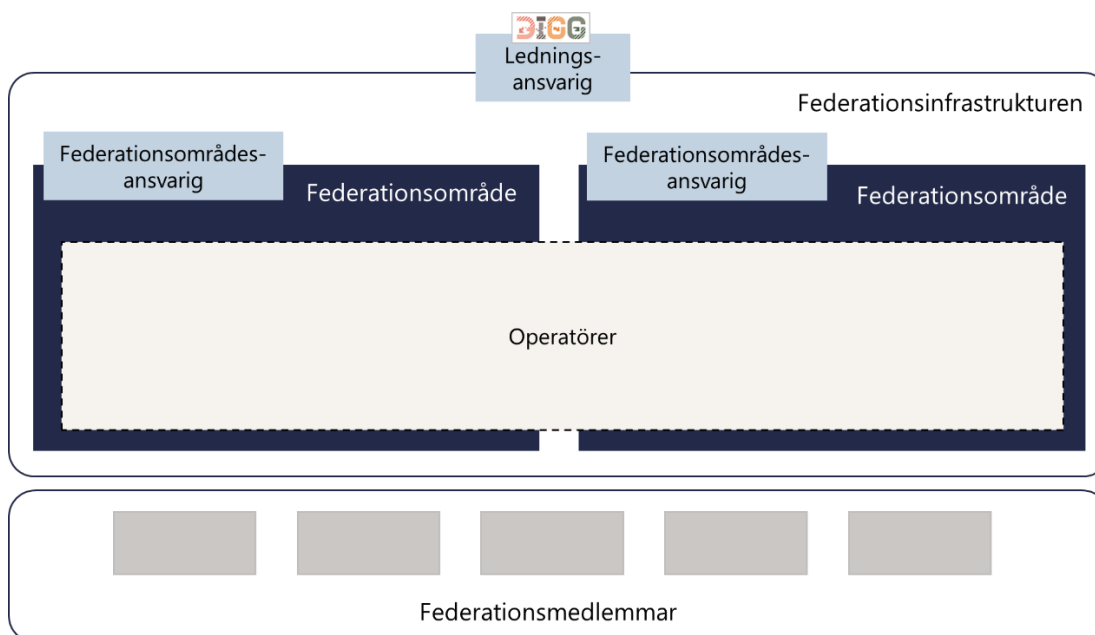 DIGG
Lednings-
ansvarig
Federationsinfrastrukturen
Federationsområdes-
ansvarig
Federationsområde
Federationsområdes-
ansvarig
Federationsområde
Operatörer
Federationsmedlemmar